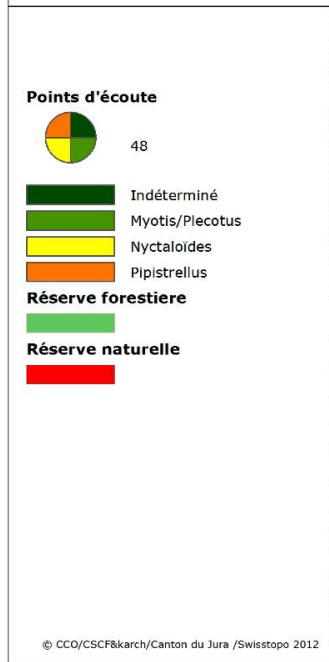 Points d'écoute
48
Indéterminé
Myotis/Plecotus
Nyctaloïdes
Pipistrellus
Réserve forestiere
Réserve naturelle
© CCO/CSCF&karch/Canton du Jura /Swisstopo 2012